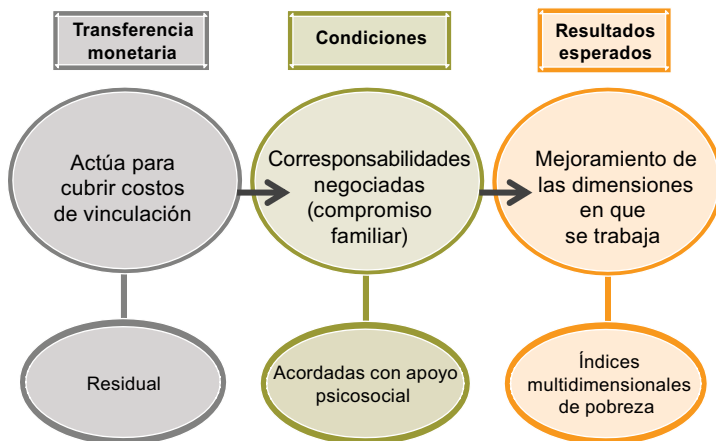 Transferencia
monetaria
Condiciones
Resultados
esperados
Actúa para
cubrir costos
de vinculación
Corresponsabilidades
negociadas
(compromiso
familiar)
Mejoramiento de
las dimensiones
en que
se trabaja
Residual
Acordadas con apoyo
psicosocial
Índices
multidimensionales
de pobreza